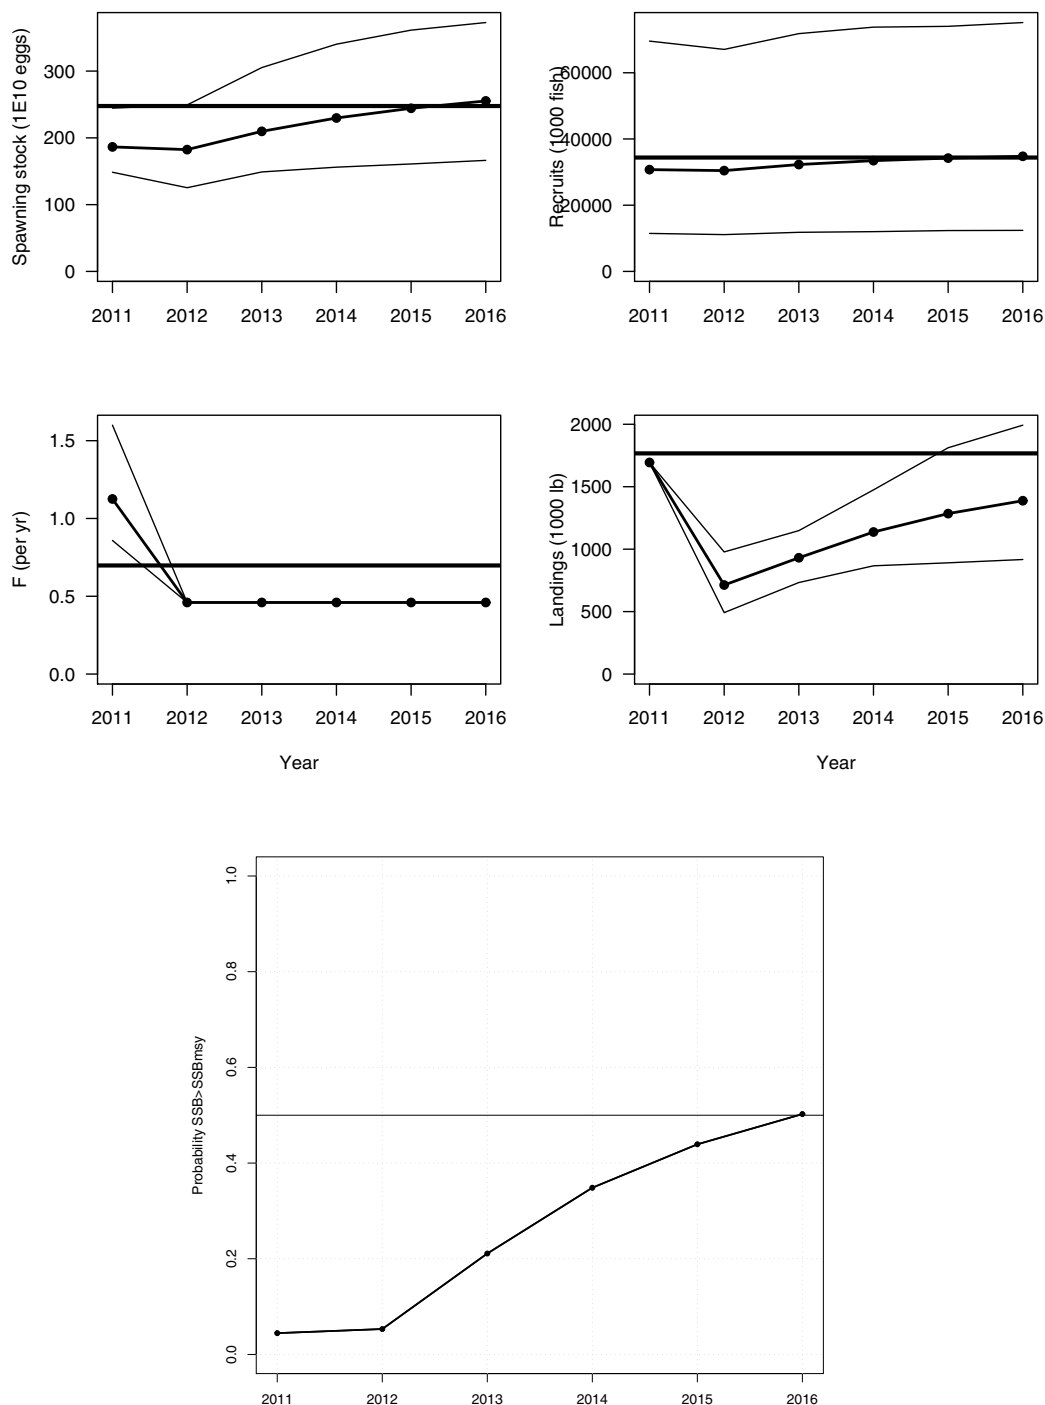 Spawning stock (1E10 eggs)
300
200
100
0
2011 2012 2013 2014 2015 2016
Recruits (1000 fish)
60000
40000
20000
0
2011 2012 2013 2014 2015 2016
F (per yr)
1.5
1.0
0.5
0.0
2011 2012 2013 2014 2015 2016
Year
Landings (1000 lb)
2000
1500
1000
500
0
2011 2012 2013 2014 2015 2016
Year
Probability SSB>SSBmsy
1.0
0.8
0.6
0.4
0.2
0.0
2011 2012 2013 2014 2015 2016